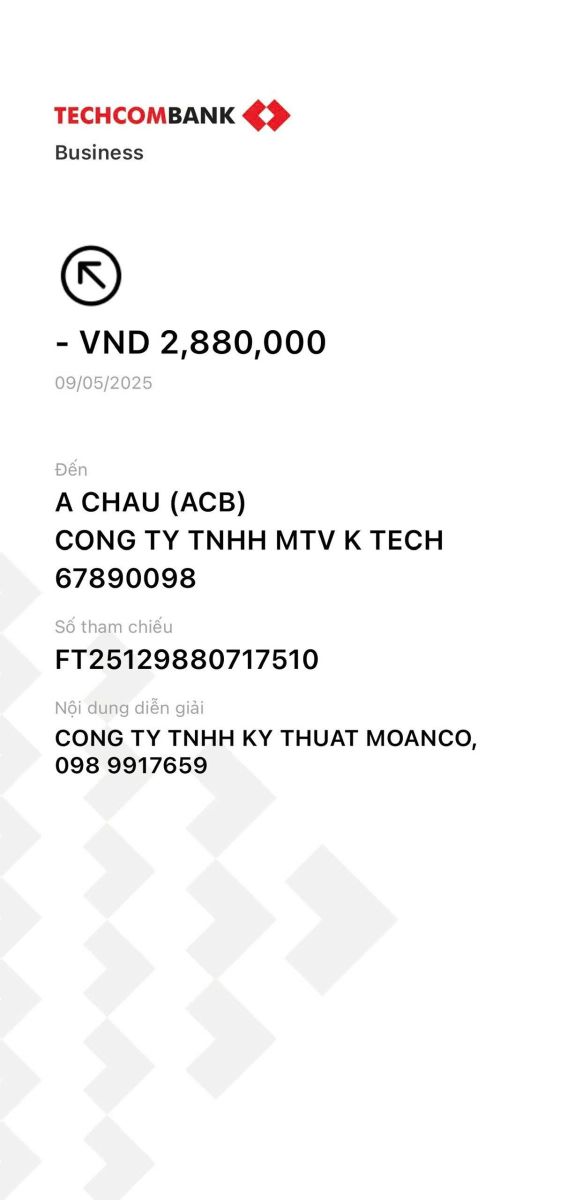 TECHCOMBANK
Business
- VND 2,880,000
09/05/2025
Đến
A CHAU (ACB)
CONG TY TNHH MTV K TECH
67890098
Số tham chiếu
FT25129880717510
Nội dung diễn giải
CONG TY TNHH KY THUAT MOANCO,
098 9917659